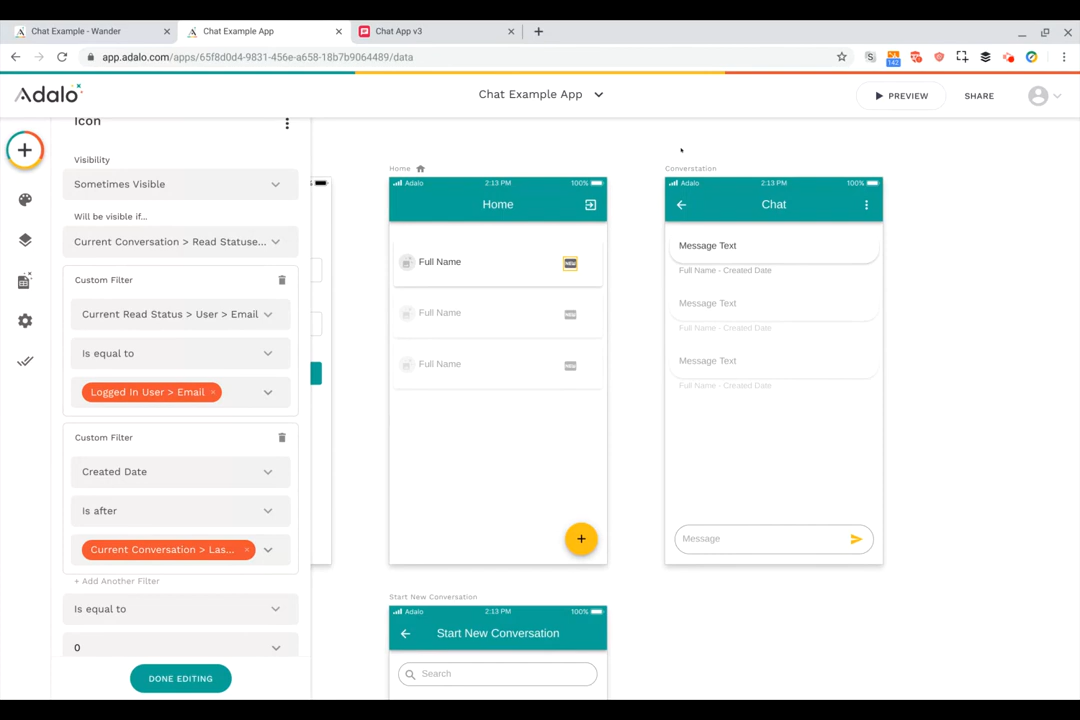 Chat Example - Wander
Chat Example App
Chat App v3
app.adalo.com/apps/65f8d0d4-9831-456e-a658-18b7b9064489/data
142
Adalo
Chat Example App
PREVIEW
SHARE
Icon
Visibility
Sometimes Visible
Will be visible if...
Current Conversation > Read Statuse...
Custom Filter
Current Read Status > User > Email
Is equal to
Logged In User > Email ×
Custom Filter
Created Date
Is after
Current Conversation > Las... ×
+ Add Another Filter
Is equal to
0
DONE EDITING
Home
Adalo 2:13 PM 100%
Home
Full Name
NEW
Full Name
NEW
Full Name
NEW
+
Converstation
Adalo 2:13 PM 100%
Chat
Message Text
Full Name - Created Date
Message Text
Full Name - Created Date
Message Text
Full Name - Created Date
Message
Start New Conversation
Adalo 2:13 PM 100%
Start New Conversation
Search